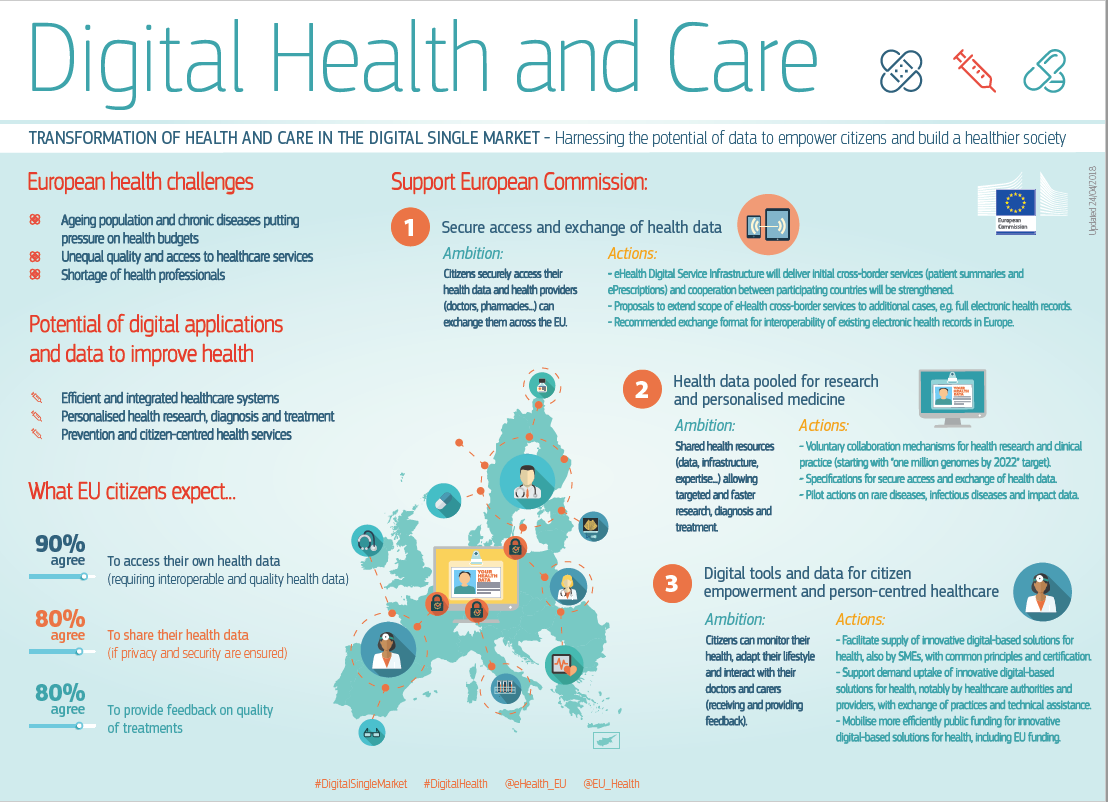 Digital Health and Care
TRANSFORMATION OF HEALTH AND CARE IN THE DIGITAL SINGLE MARKET - Harnessing the potential of data to empower citizens and build a healthier society
European health challenges
Ageing population and chronic diseases putting
pressure on health budgets
Unequal quality and access to healthcare services
Shortage of health professionals
Potential of digital applications
and data to improve health
Efficient and integrated healthcare systems
Personalised health research, diagnosis and treatment
Prevention and citizen-centred health services
What EU citizens expect...
90%
agree
To access their own health data
(requiring interoperable and quality health data)
80%
agree
To share their health data
(if privacy and security are ensured)
80%
agree
To provide feedback on quality
of treatments
Support European Commission:
European
Commission
Updated 24/04/2018
1
Secure access and exchange of health data
Ambition:
Citizens securely access their
health data and health providers
(doctors, pharmacies...) can
exchange them across the EU.
Actions:
- eHealth Digital Service Infrastructure will deliver initial cross-border services (patient summaries and
ePrescriptions) and cooperation between participating countries will be strengthened.
- Proposals to extend scope of eHealth cross-border services to additional cases, e.g. full electronic health records.
- Recommended exchange format for interoperability of existing electronic health records in Europe.
2
Health data pooled for research
and personalised medicine
YOUR
HEALTH
DATA
Ambition:
Shared health resources
(data, infrastructure,
expertise...) allowing
targeted and faster
research, diagnosis and
treatment.
Actions:
- Voluntary collaboration mechanisms for health research and clinical
practice (starting with "one million genomes by 2022" target).
- Specifications for secure access and exchange of health data.
- Pilot actions on rare diseases, infectious diseases and impact data.
YOUR
HEALTH
DATA
3
Digital tools and data for citizen
empowerment and person-centred healthcare
Ambition:
Citizens can monitor their
health, adapt their lifestyle
and interact with their
doctors and carers
(receiving and providing
feedback).
Actions:
- Facilitate supply of innovative digital-based solutions for
health, also by SMEs, with common principles and certification.
- Support demand uptake of innovative digital-based
solutions for health, notably by healthcare authorities and
providers, with exchange of practices and technical assistance.
- Mobilise more efficiently public funding for innovative
digital-based solutions for health, including EU funding.
#DigitalSingleMarket #DigitalHealth @eHealth_EU @EU_Health